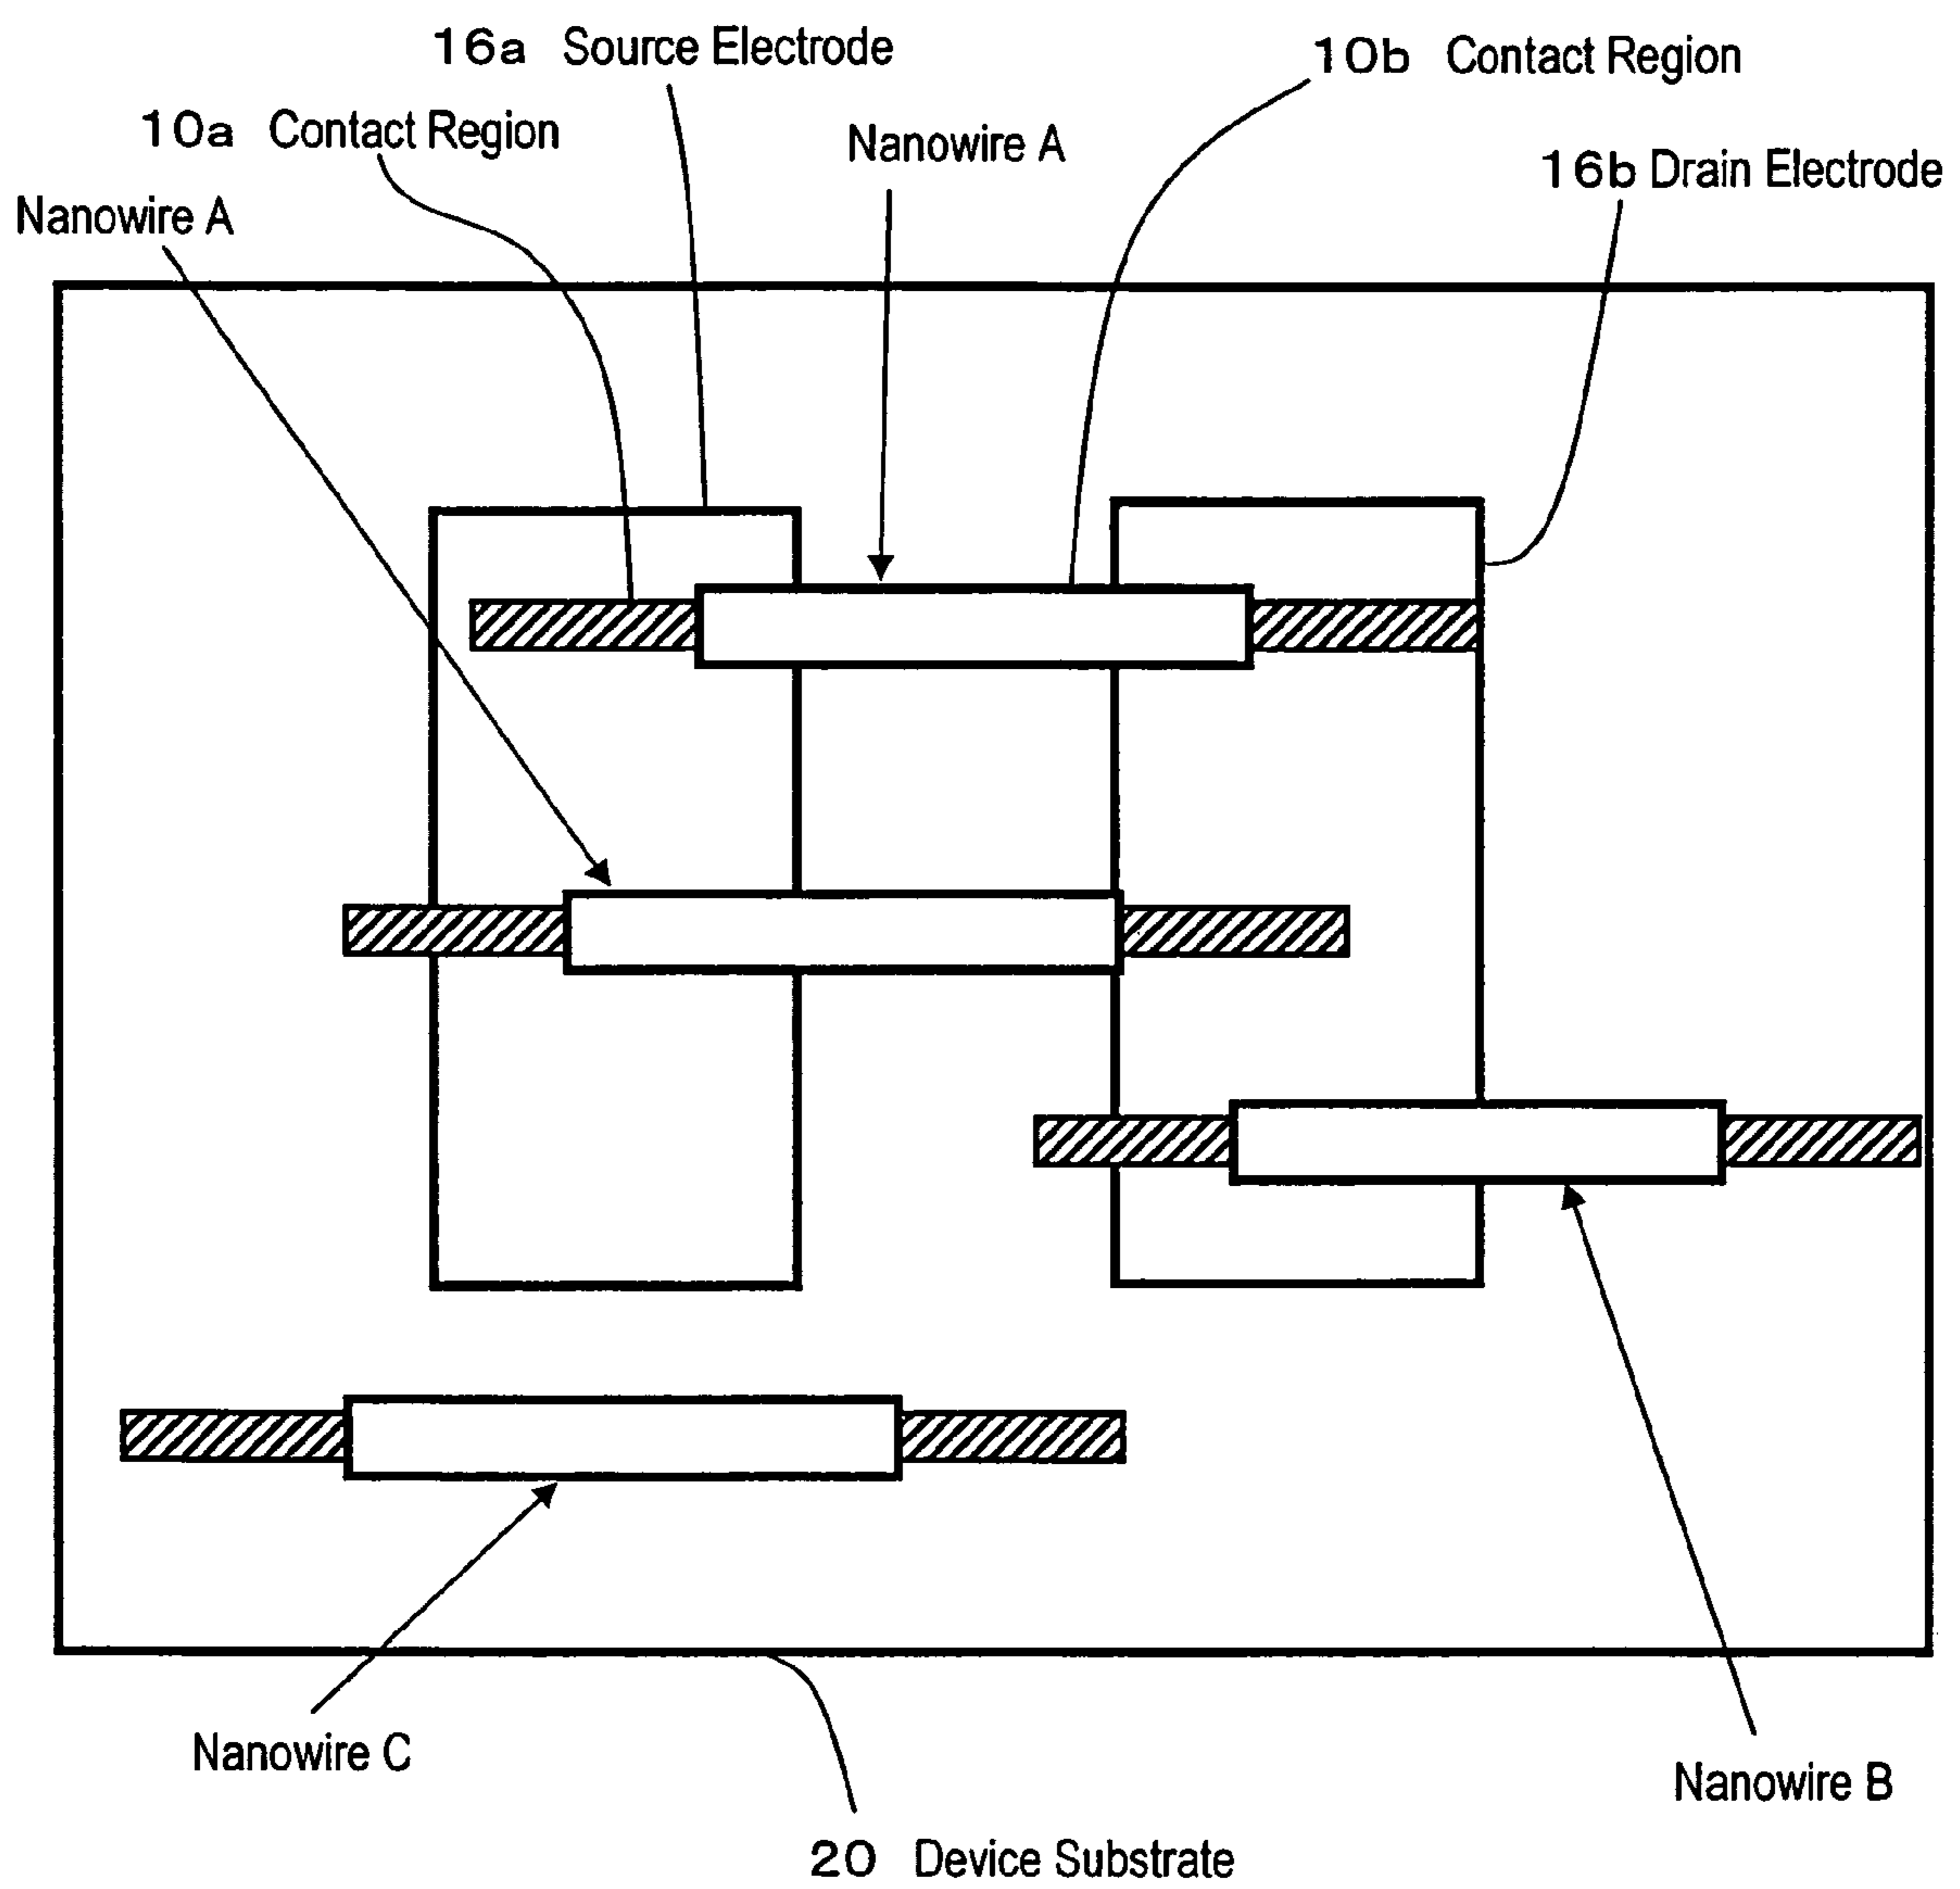 16a Source Electrode
10b Contact Region
10a Contact Region
Nanowire A
16b Drain Electrode
Nanowire A
Nanowire C
Nanowire B
20 Device Substrate